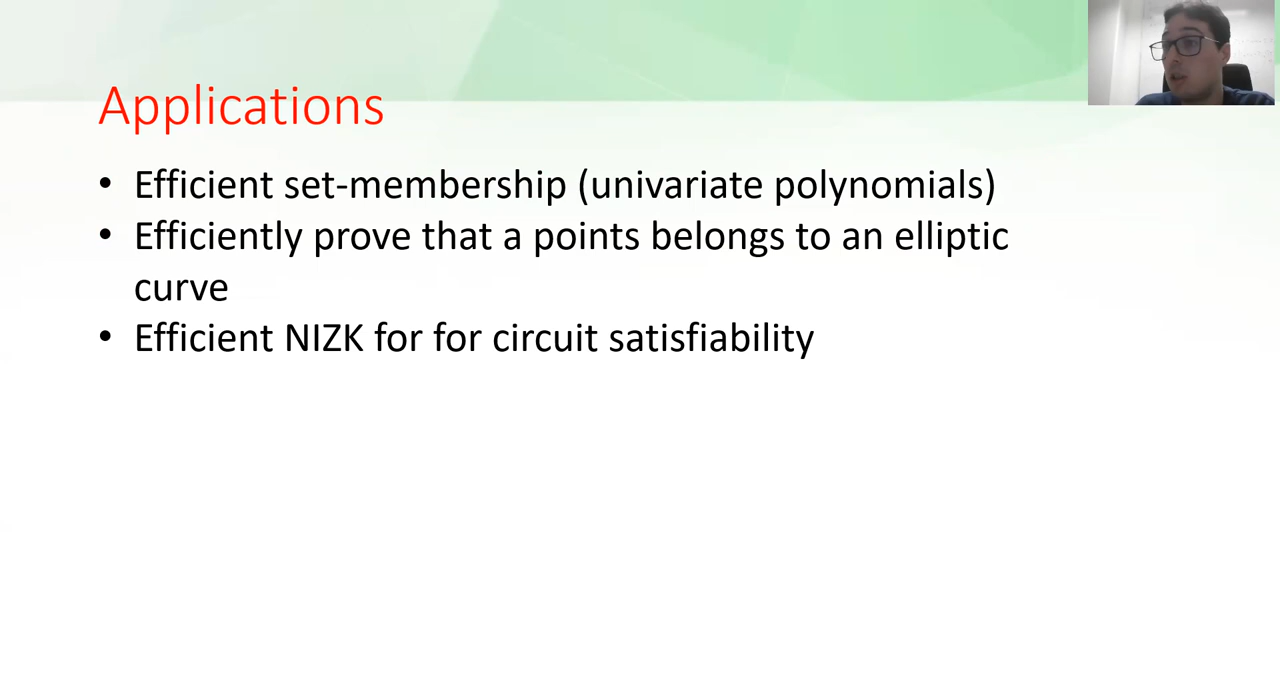 Applications
• Efficient set-membership (univariate polynomials)
• Efficiently prove that a points belongs to an elliptic
curve
• Efficient NIZK for for circuit satisfiability